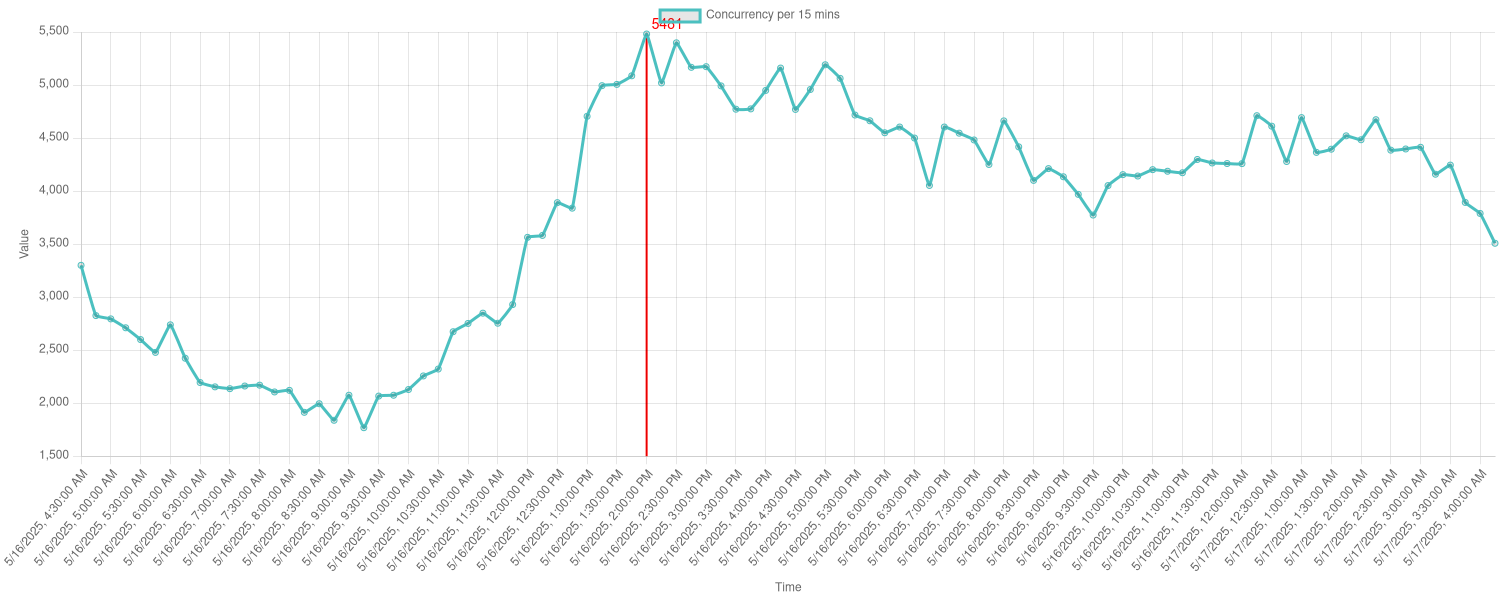 Concurrency per 15 mins
5481
5,500
5,000
4,500
4,000
3,500
3,000
2,500
2,000
1,500
Value
5/16/2025, 4:30:00 AM
5/16/2025, 5:00:00 AM
5/16/2025, 5:30:00 AM
5/16/2025, 6:00:00 AM
5/16/2025, 6:30:00 AM
5/16/2025, 7:00:00 AM
5/16/2025, 7:30:00 AM
5/16/2025, 8:00:00 AM
5/16/2025, 8:30:00 AM
5/16/2025, 9:00:00 AM
5/16/2025, 9:30:00 AM
5/16/2025, 10:00:00 AM
5/16/2025, 10:30:00 AM
5/16/2025, 11:00:00 AM
5/16/2025, 11:30:00 AM
5/16/2025, 12:00:00 PM
5/16/2025, 12:30:00 PM
5/16/2025, 1:00:00 PM
5/16/2025, 1:30:00 PM
5/16/2025, 2:00:00 PM
5/16/2025, 2:30:00 PM
5/16/2025, 3:00:00 PM
5/16/2025, 3:30:00 PM
5/16/2025, 4:00:00 PM
5/16/2025, 4:30:00 PM
5/16/2025, 5:00:00 PM
5/16/2025, 5:30:00 PM
5/16/2025, 6:00:00 PM
5/16/2025, 6:30:00 PM
5/16/2025, 7:00:00 PM
5/16/2025, 7:30:00 PM
5/16/2025, 8:00:00 PM
5/16/2025, 8:30:00 PM
5/16/2025, 9:00:00 PM
5/16/2025, 9:30:00 PM
5/16/2025, 10:00:00 PM
5/16/2025, 10:30:00 PM
5/16/2025, 11:00:00 PM
5/16/2025, 11:30:00 PM
5/17/2025, 12:00:00 AM
5/17/2025, 12:30:00 AM
5/17/2025, 1:00:00 AM
5/17/2025, 1:30:00 AM
5/17/2025, 2:00:00 AM
5/17/2025, 2:30:00 AM
5/17/2025, 3:00:00 AM
5/17/2025, 3:30:00 AM
5/17/2025, 4:00:00 AM
Time